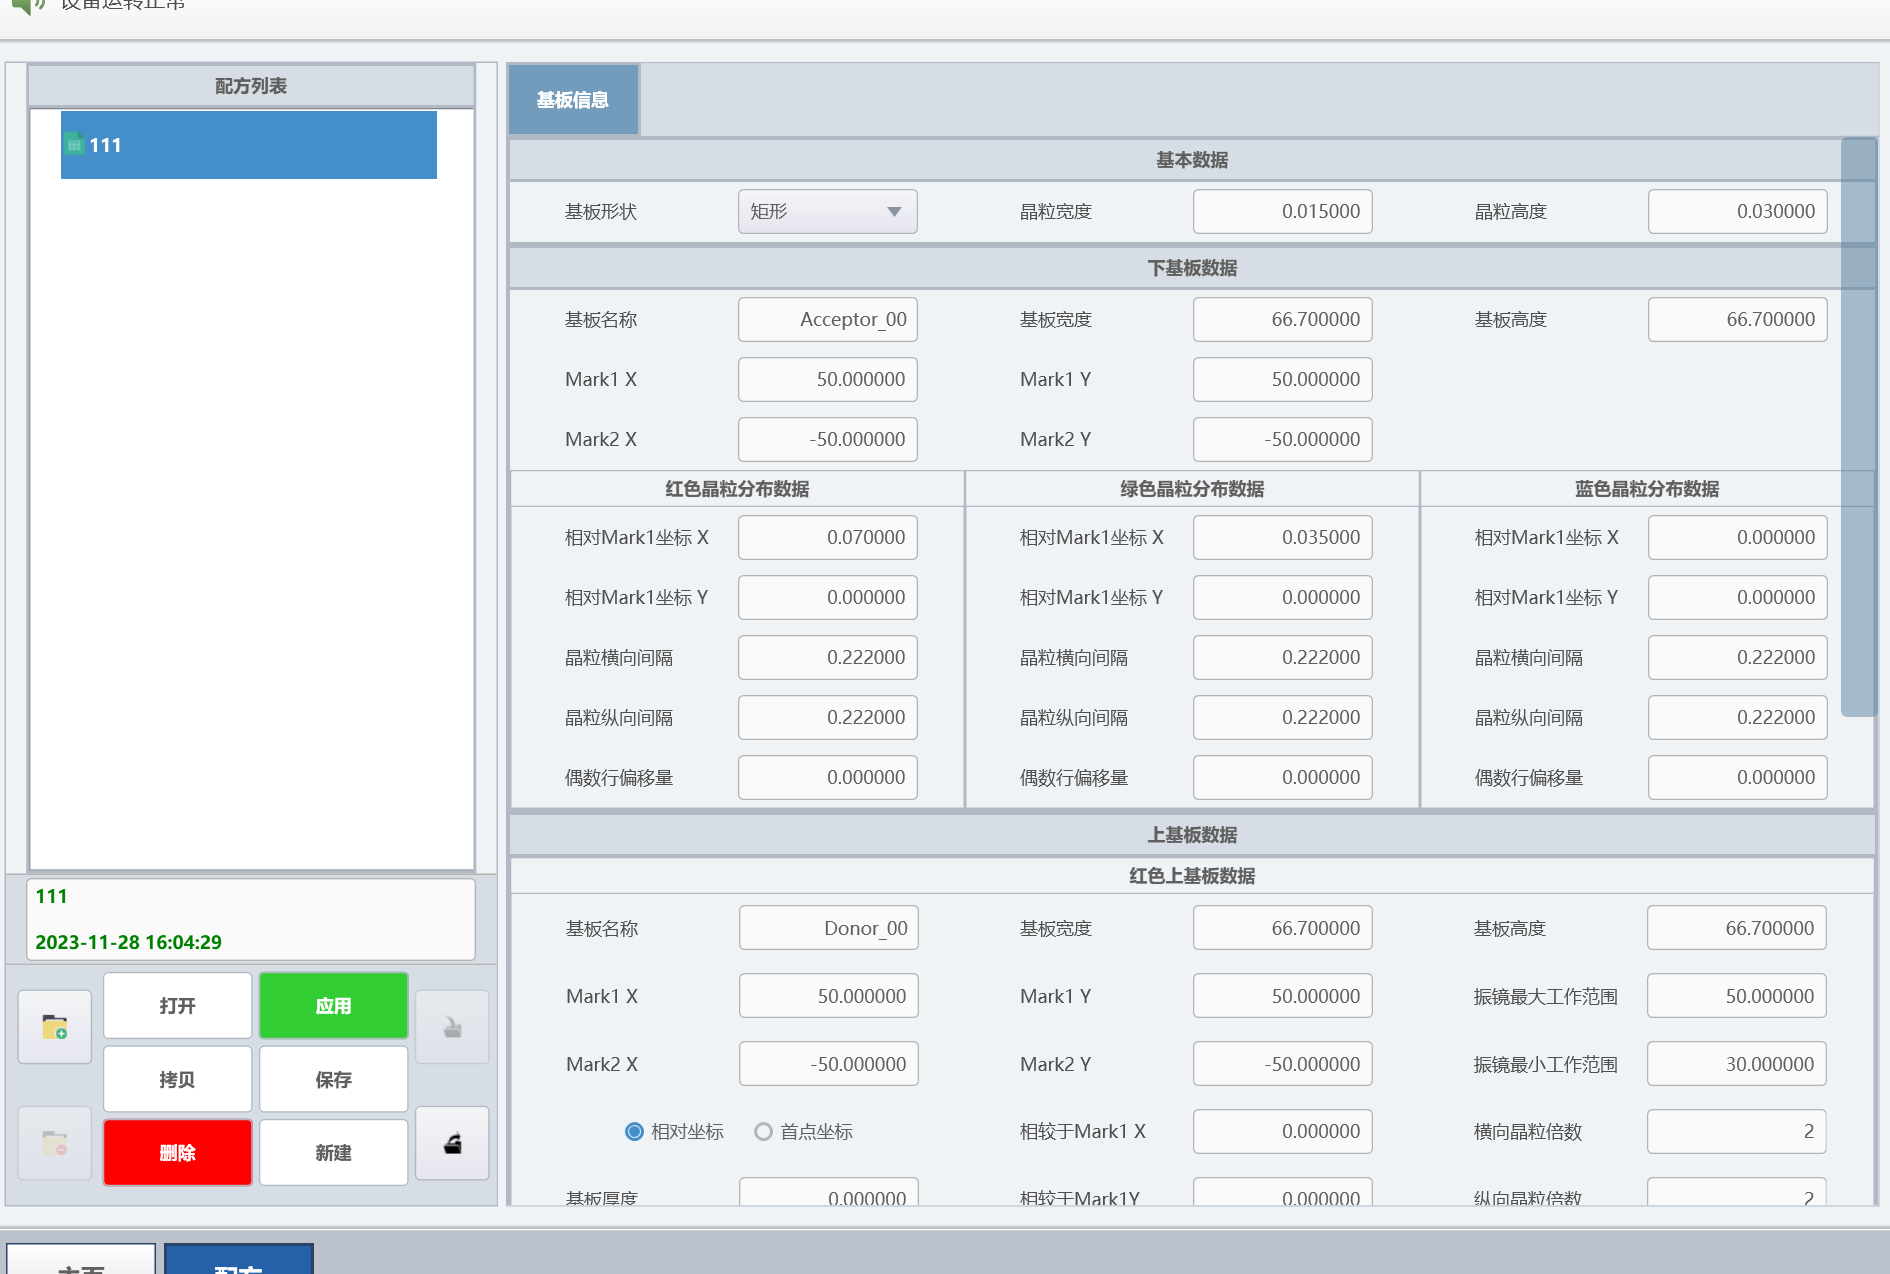 设备运转正常
配方列表
111
111
2023-11-28 16:04:29
打开
应用
拷贝
保存
删除
新建
基板信息
基本数据
基板形状 矩形 晶粒宽度 0.015000 晶粒高度 0.030000
下基板数据
基板名称 Acceptor_00 基板宽度 66.700000 基板高度 66.700000
Mark1 X 50.000000 Mark1 Y 50.000000
Mark2 X -50.000000 Mark2 Y -50.000000
红色晶粒分布数据 绿色晶粒分布数据 蓝色晶粒分布数据
相对Mark1坐标 X 0.070000 相对Mark1坐标 X 0.035000 相对Mark1坐标 X 0.000000
相对Mark1坐标 Y 0.000000 相对Mark1坐标 Y 0.000000 相对Mark1坐标 Y 0.000000
晶粒横向间隔 0.222000 晶粒横向间隔 0.222000 晶粒横向间隔 0.222000
晶粒纵向间隔 0.222000 晶粒纵向间隔 0.222000 晶粒纵向间隔 0.222000
偶数行偏移量 0.000000 偶数行偏移量 0.000000 偶数行偏移量 0.000000
上基板数据
红色上基板数据
基板名称 Donor_00 基板宽度 66.700000 基板高度 66.700000
Mark1 X 50.000000 Mark1 Y 50.000000 振镜最大工作范围 50.000000
Mark2 X -50.000000 Mark2 Y -50.000000 振镜最小工作范围 30.000000
相对坐标 首点坐标 相较于Mark1 X 0.000000 横向晶粒倍数 2
基板厚度 0.000000 相较于Mark1Y 0.000000 纵向晶粒倍数 2
主页 配方